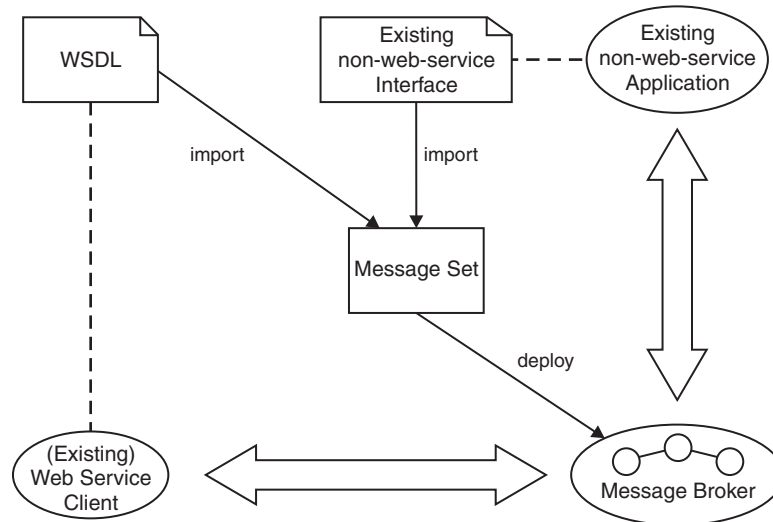 WSDL
Existing
non-web-service
Interface
Existing
non-web-service
Application
import
import
Message Set
deploy
(Existing)
Web Service
Client
Message Broker